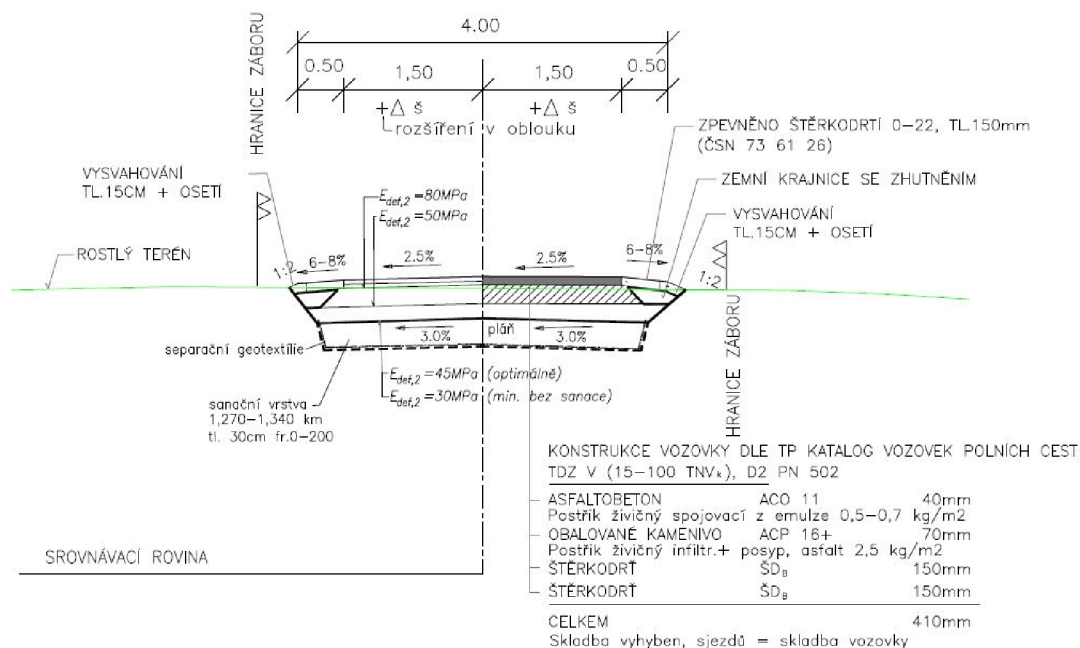 4.00
0.50
1,50
1,50
0.50
+Δ š
+Δ š
rozšíření v oblouku
HRANICE ZÁBORU
VYSVAHOVÁNÍ
TL.15CM + OSETÍ
ROSTLÝ TERÉN
ZPEVNĚNO ŠTĚRKODRTÍ 0-22, TL.150mm
(ČSN 73 61 26)
ZEMNÍ KRAJNICE SE ZHUTNĚNÍM
VYSVAHOVÁNÍ
TL.15CM + OSETÍ
Edef,2 =80MPa
Edef,2 =50MPa
1:2
6-8%
2.5%
2.5%
6-8%
1:2
HRANICE ZÁBORU
3.0%
pláň
3.0%
separační geotextílie
Edef,2 =45MPa (optimálně)
Edef,2 =30MPa (min. bez sanace)
sanační vrstva
1,270-1,340 km
tl. 30cm fr.0-200
KONSTRUKCE VOZOVKY DLE TP KATALOG VOZOVEK POLNÍCH CEST
TDZ V (15-100 TNVk), D2 PN 502
ASFALTOBETON ACO 11 40mm
Postřik živičný spojovací z emulze 0,5-0,7 kg/m2
OBALOVANÉ KAMENIVO ACP 16+ 70mm
Postřik živičný infiltr.+ posyp, asfalt 2,5 kg/m2
ŠTĚRKODRŤ ŠDB 150mm
ŠTĚRKODRŤ ŠDB 150mm
CELKEM 410mm
Skladba vyhyben, sjezdů = skladba vozovky
SROVNÁVACÍ ROVINA